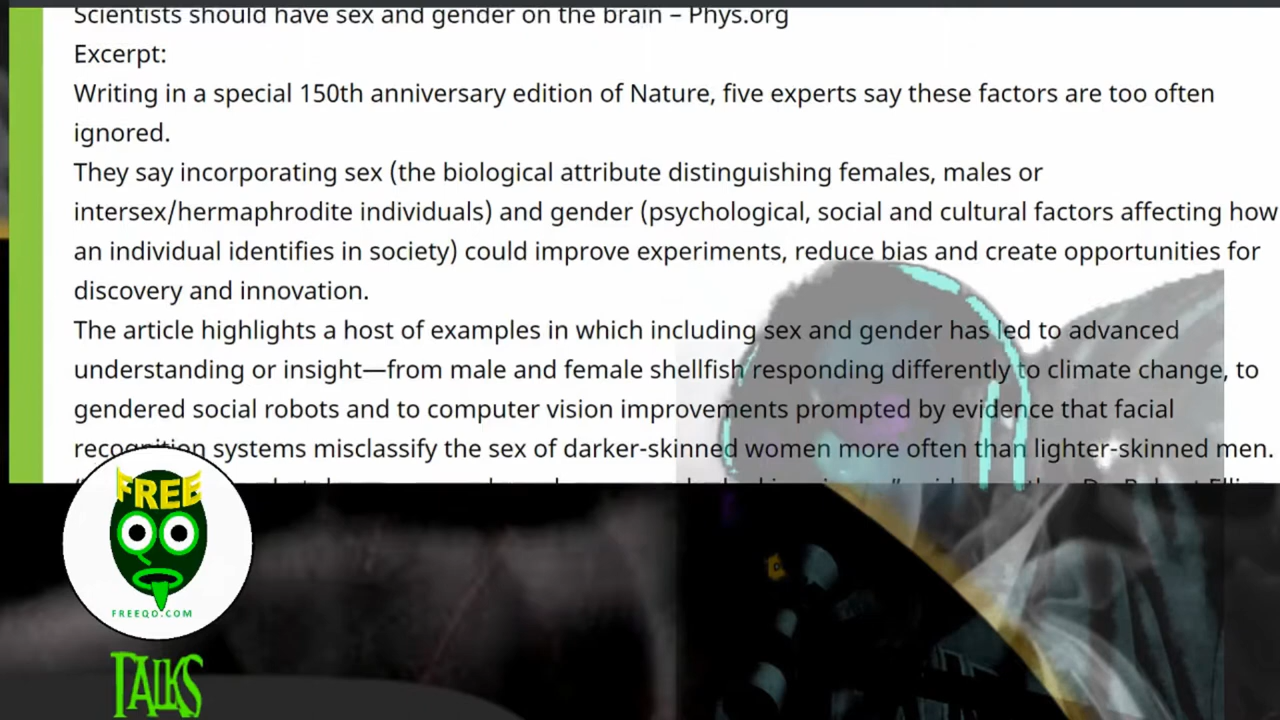 Scientists should have sex and gender on the brain – Phys.org
Excerpt:
Writing in a special 150th anniversary edition of Nature, five experts say these factors are too often
ignored.
They say incorporating sex (the biological attribute distinguishing females, males or
intersex/hermaphrodite individuals) and gender (psychological, social and cultural factors affecting how
an individual identifies in society) could improve experiments, reduce bias and create opportunities for
discovery and innovation.
The article highlights a host of examples in which including sex and gender has led to advanced
understanding or insight—from male and female shellfish responding differently to climate change, to
gendered social robots and to computer vision improvements prompted by evidence that facial
recognition systems misclassify the sex of darker-skinned women more often than lighter-skinned men.
FREE
FREEQO.COM
TALKS